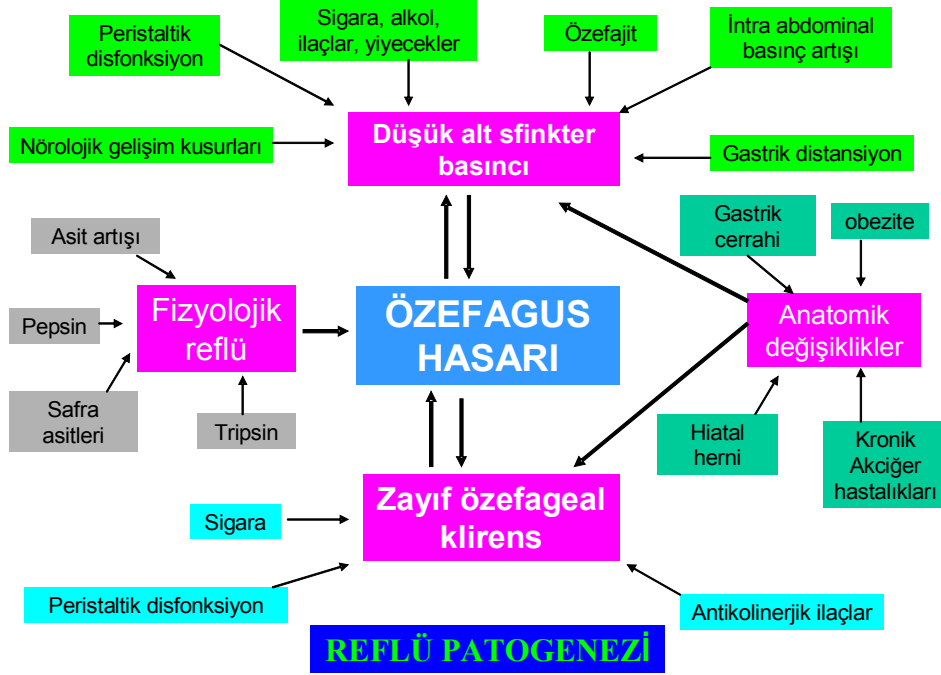 Peristaltik
disfonksiyon
Sigara, alkol,
ilaçlar, yiyecekler
Özefajit
İntra abdominal
basınç artışı
Düşük alt sfinkter
basıncı
Nörolojik gelişim kusurları
Gastrik distansiyon
Gastrik
cerrahi
obezite
Asit artışı
Fizyolojik
reflü
Pepsin
Safra
asitleri
Tripsin
ÖZEFAGUS
HASARI
Anatomik
değişiklikler
Hiatal
herni
Kronik
Akciğer
hastalıkları
Zayıf özefageal
klirens
Sigara
Peristaltik disfonksiyon
Antikolinerjik ilaçlar
REFLÜ PATOGENEZİ